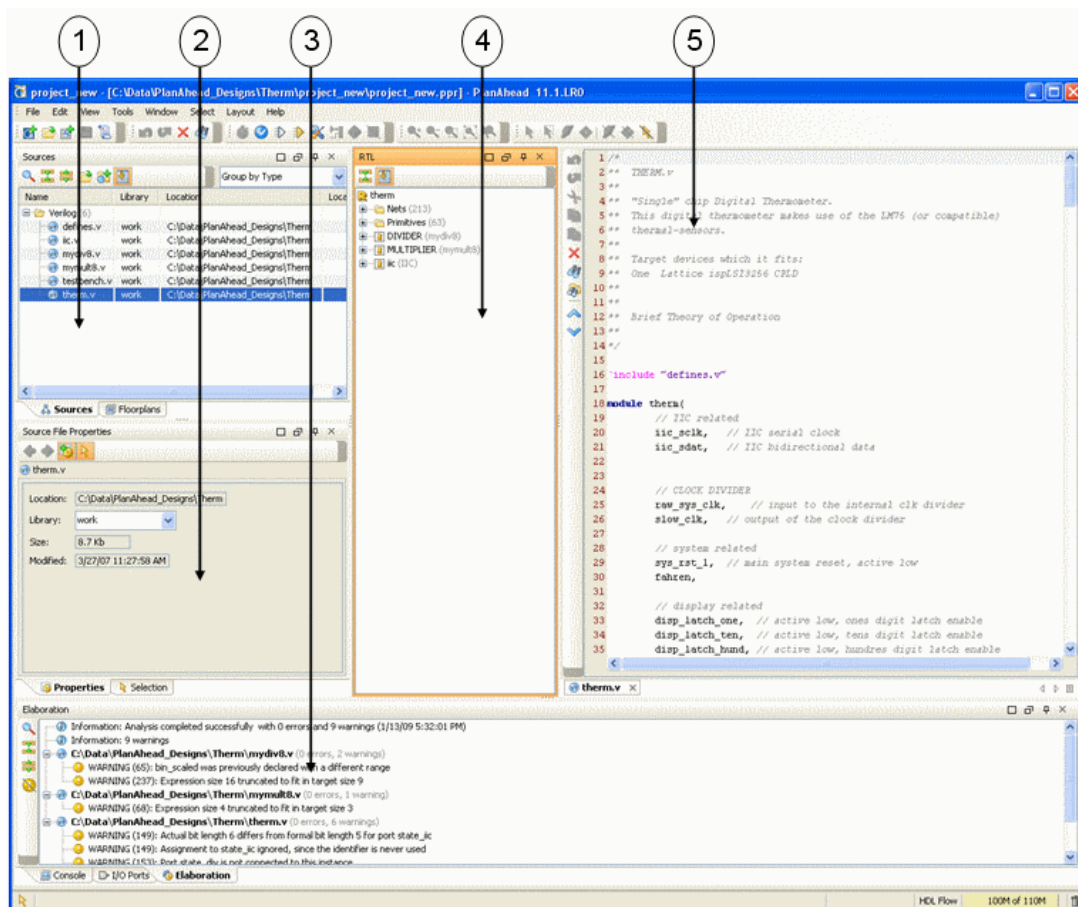 1 2 3 4 5
project_new - [C:\Data\PlanAhead_Designs\Therm\project_new\project_new.ppr] - PlanAhead 11.1.LR0
File Edit View Tools Window Select Layout Help
Sources
Group by Type
Name Library Location Loca
Verilog (6)
defines.v work C:\Data\PlanAhead_Designs\Therm
iic.v work C:\Data\PlanAhead_Designs\Therm
mydiv8.v work C:\Data\PlanAhead_Designs\Therm
mymult8.v work C:\Data\PlanAhead_Designs\Therm
testbench.v work C:\Data\PlanAhead_Designs\Therm
therm.v work C:\Data\PlanAhead_Designs\Therm
Sources Floorplans
Source File Properties
therm.v
Location: C:\Data\PlanAhead_Designs\Therm
Library: work
Size: 8.7 Kb
Modified: 3/27/07 11:27:58 AM
Properties Selection
RTL
therm
Nets (213)
Primitives (63)
DIVIDER (mydiv8)
MULTIPLIER (mymult8)
iic (IIC)
1 /*
2 ** THERM.v
3 **
4 ** "Single" chip Digital Thermometer.
5 ** This digital thermometer makes use of the LM75 (or compatible)
6 ** thermal-sensors.
7 **
8 ** Target devices which it fits:
9 ** One Lattice ispLSI3256 CPLD
10 **
11 **
12 ** Brief Theory of Operation
13 **
14 */
15
16 `include "defines.v"
17
18 module therm(
19 // IIC related
20 iic_sclk, // IIC serial clock
21 iic_sdat, // IIC bidirectional data
22
23
24 // CLOCK DIVIDER
25 raw_sys_clk, // input to the internal clk divider
26 slow_clk, // output of the clock divider
27
28 // system related
29 sys_rst_l, // main system reset, active low
30 fahren,
31
32 // display related
33 disp_latch_one, // active low, ones digit latch enable
34 disp_latch_ten, // active low, tens digit latch enable
35 disp_latch_hund, // active low, hundres digit latch enable
therm.v
Elaboration
Information: Analysis completed successfully with 0 errors and 9 warnings (1/13/09 5:32:01 PM)
Information: 9 warnings
C:\Data\PlanAhead_Designs\Therm\mydiv8.v (0 errors, 2 warnings)
WARNING (65): bin_scaled was previously declared with a different range
WARNING (237): Expression size 16 truncated to fit in target size 9
C:\Data\PlanAhead_Designs\Therm\mymult8.v (0 errors, 1 warning)
WARNING (68): Expression size 4 truncated to fit in target size 3
C:\Data\PlanAhead_Designs\Therm\therm.v (0 errors, 6 warnings)
WARNING (149): Actual bit length 6 differs from formal bit length 5 for port state_iic
WARNING (149): Assignment to state_iic ignored, since the identifier is never used
WARNING (153): Port state_div is not connected to this instance
Console I/O Ports Elaboration
HDL Flow 100M of 110M